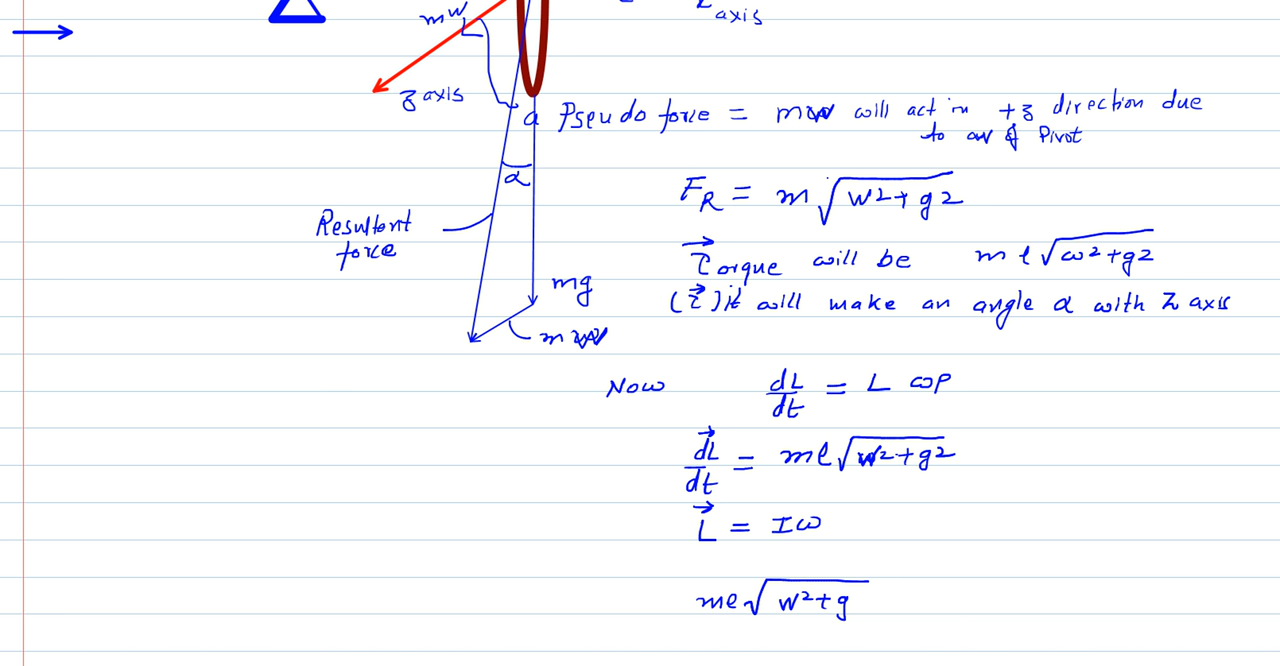 mw
axis
z axis
a Pseudo force = mw will act in +z direction due
to aw of Pivot
α
F_R = m√(w2+g2)
Resultant
force
Torque will be m l √(ω2+g2)
mg
(τ) it will make an angle α with Z axis
mw
Now dL/dt = L ωP
dL/dt = ml√(w2+g2)
L = Iω
ml√(w2+g